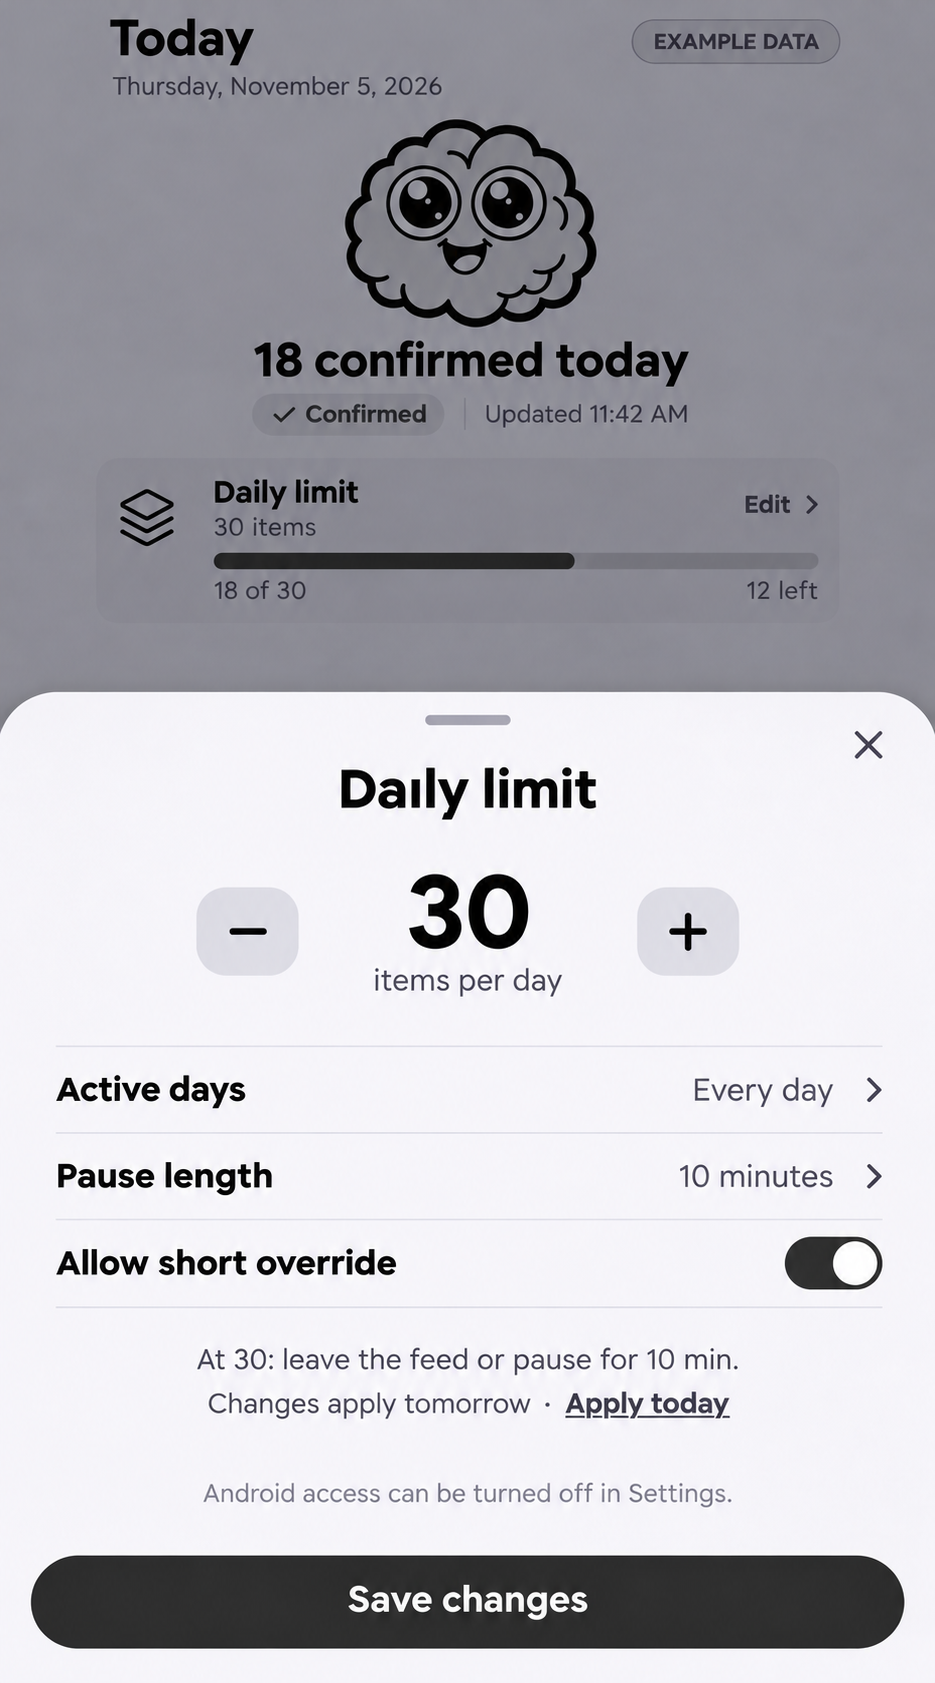 Today
EXAMPLE DATA
Thursday, November 5, 2026
18 confirmed today
Confirmed
Updated 11:42 AM
Daily limit
30 items
Edit
18 of 30
12 left
Daıly limit
30
items per day
Active days
Every day
Pause length
10 minutes
Allow short override
At 30: leave the feed or pause for 10 min.
Changes apply tomorrow · Apply today
Android access can be turned off in Settings.
Save changes